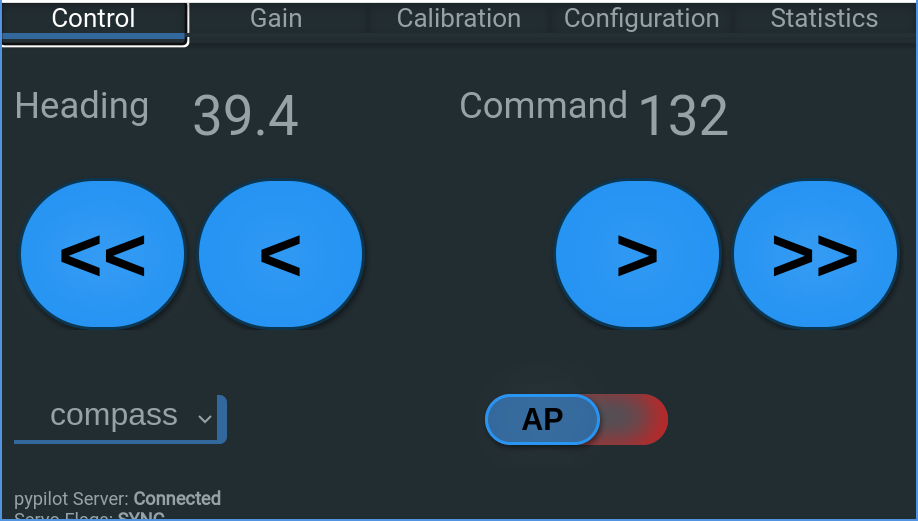 Control Gain Calibration Configuration Statistics
Heading 39.4 Command 132
<< < > >>
compass AP
pypilot Server: Connected
Servo Flags: SYNC